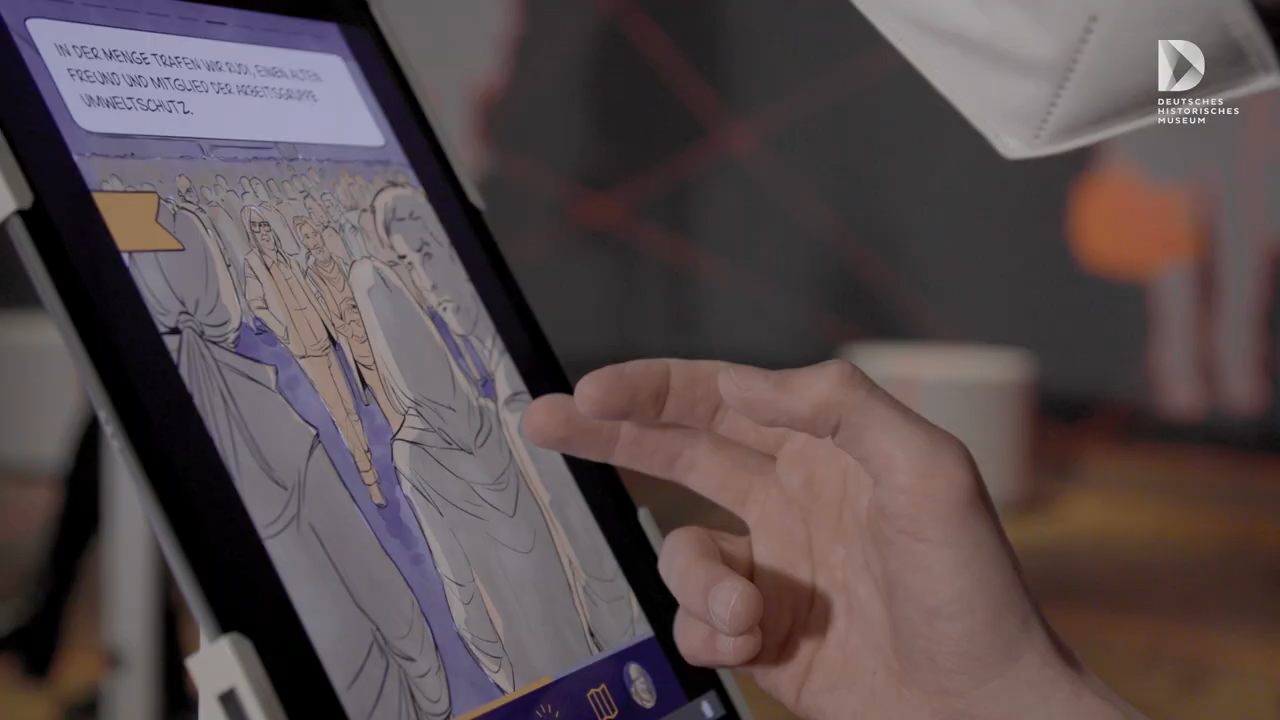 IN DER MENGE TRAFEN WIR RUDI, EINEN ALTEN
FREUND UND MITGLIED DER ARBEITSGRUPPE
UMWELTSCHUTZ.
DEUTSCHES
HISTORISCHES
MUSEUM